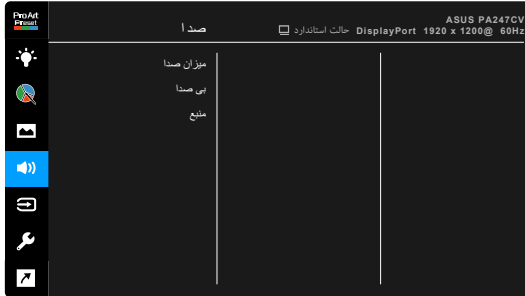 ProArt
Preset
صدا
ASUS PA247CV
حالت استاندارد DisplayPort 1920 x 1200@ 60Hz
میزان صدا
بی صدا
منبع